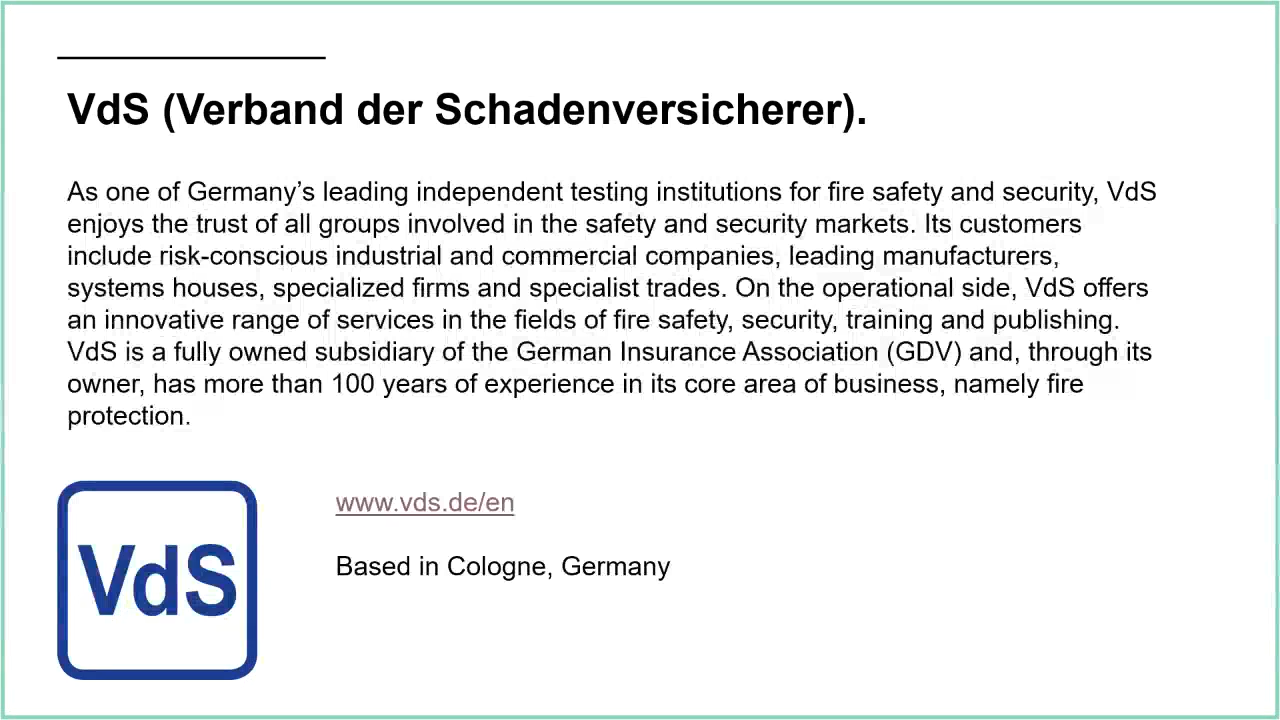 VdS (Verband der Schadenversicherer).
As one of Germany’s leading independent testing institutions for fire safety and security, VdS
enjoys the trust of all groups involved in the safety and security markets. Its customers
include risk-conscious industrial and commercial companies, leading manufacturers,
systems houses, specialized firms and specialist trades. On the operational side, VdS offers
an innovative range of services in the fields of fire safety, security, training and publishing.
VdS is a fully owned subsidiary of the German Insurance Association (GDV) and, through its
owner, has more than 100 years of experience in its core area of business, namely fire
protection.
www.vds.de/en
Based in Cologne, Germany
VdS